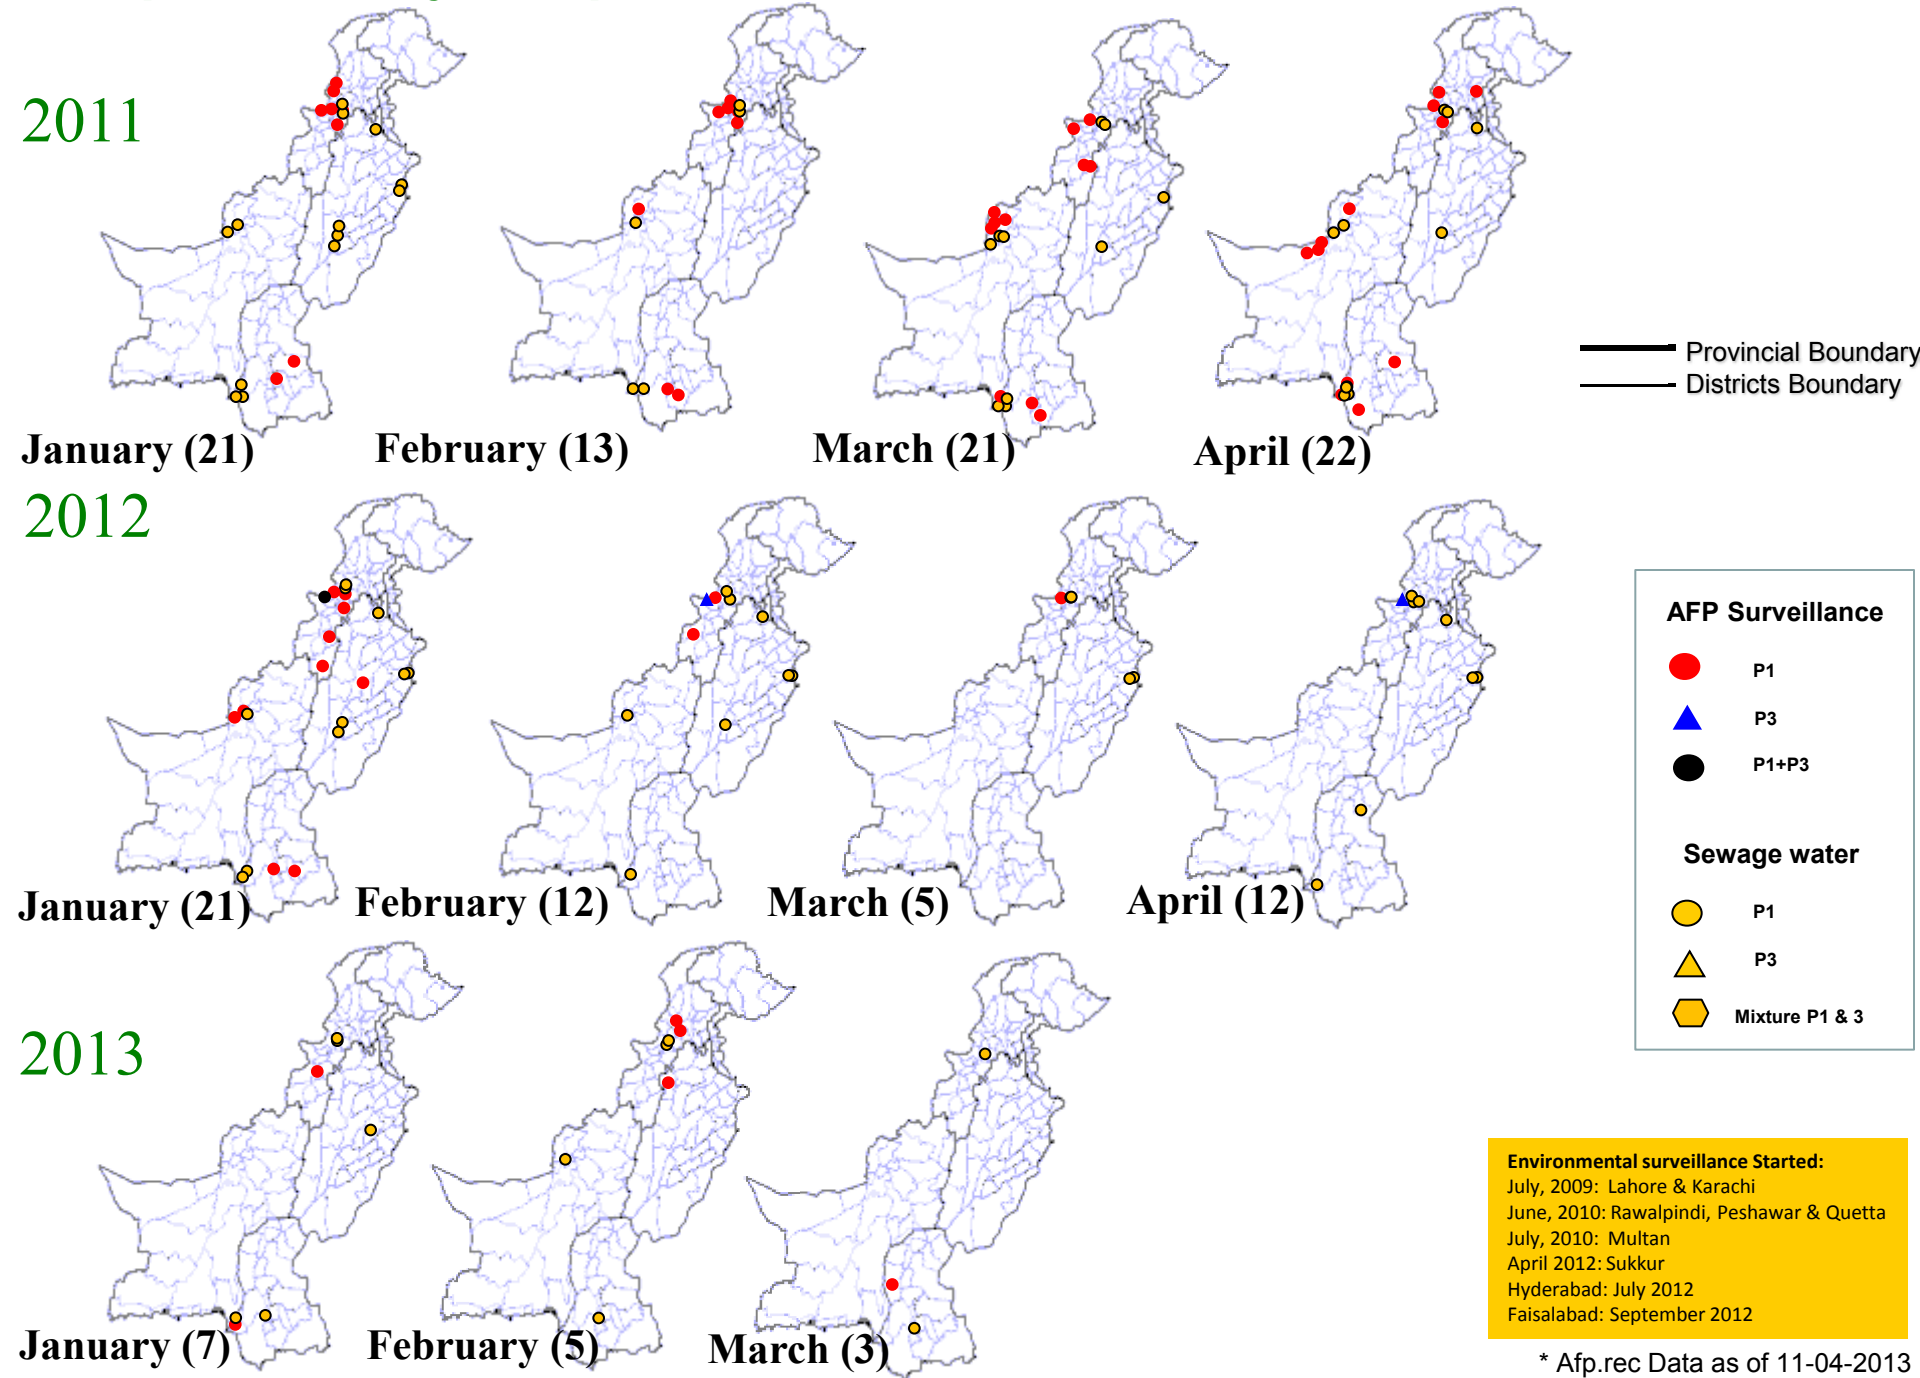 2011
January (21)
February (13)
March (21)
April (22)
Provincial Boundary
Districts Boundary
2012
January (21)
February (12)
March (5)
April (12)
AFP Surveillance
P1
P3
P1+P3
Sewage water
P1
P3
Mixture P1 & 3
2013
January (7)
February (5)
March (3)
Environmental surveillance Started:
July, 2009: Lahore & Karachi
June, 2010: Rawalpindi, Peshawar & Quetta
July, 2010: Multan
April 2012: Sukkur
Hyderabad: July 2012
Faisalabad: September 2012
* Afp.rec Data as of 11-04-2013